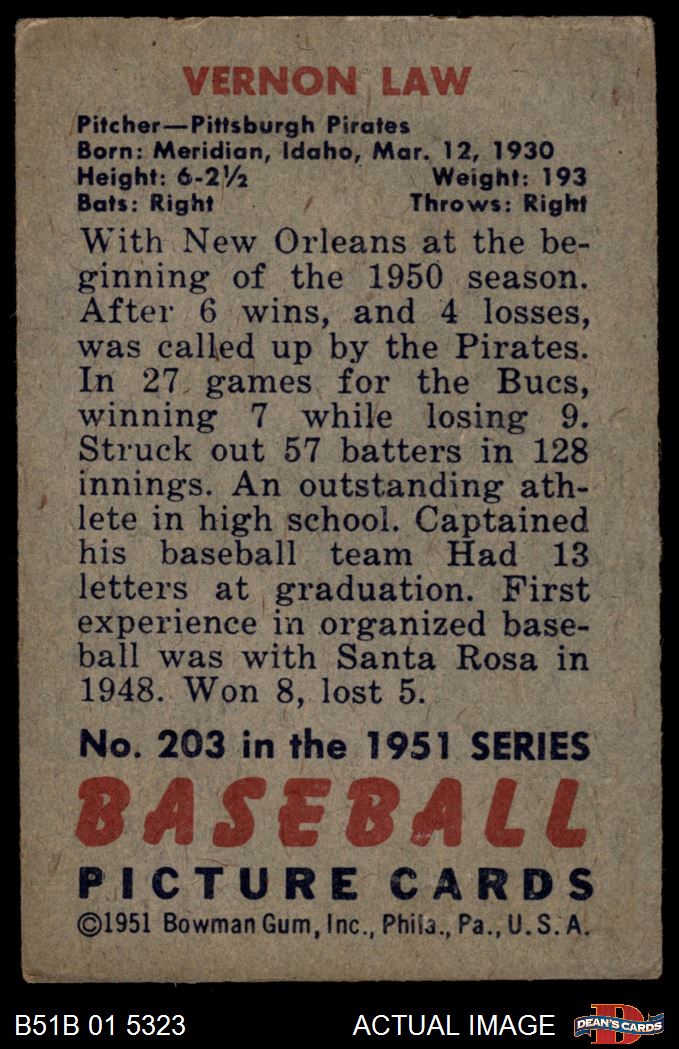 VERNON LAW
Pitcher—Pittsburgh Pirates
Born: Meridian, Idaho, Mar. 12, 1930
Height: 6-2½ Weight: 193
Bats: Right Throws: Right
With New Orleans at the be-
ginning of the 1950 season.
After 6 wins, and 4 losses,
was called up by the Pirates.
In 27 games for the Bucs,
winning 7 while losing 9.
Struck out 57 batters in 128
innings. An outstanding ath-
lete in high school. Captained
his baseball team Had 13
letters at graduation. First
experience in organized base-
ball was with Santa Rosa in
1948. Won 8, lost 5.
No. 203 in the 1951 SERIES
BASEBALL
PICTURE CARDS
©1951 Bowman Gum, Inc., Phila., Pa., U.S.A.
B51B 01 5323 ACTUAL IMAGE DEAN'S CARDS